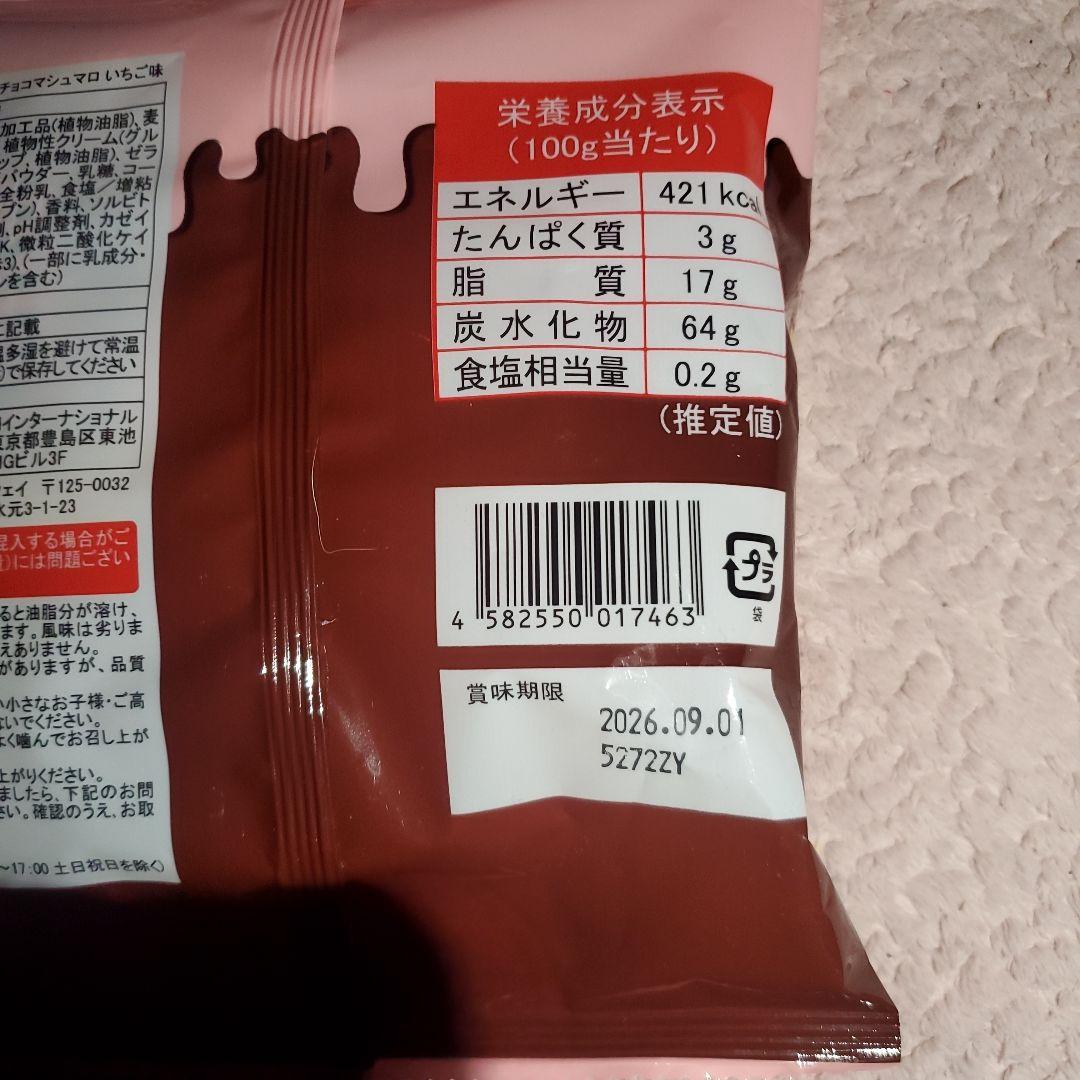 チョコマシュマロ いちご味
加工品(植物油脂)、麦
植物性クリーム(グル
ップ、植物油脂)、ゼラ
パウダー、乳糖、コー
全粉乳、食塩／増粘
プン)、香料、ソルビト
、pH調整剤、カゼイ
K、微粒二酸化ケイ
3)、(一部に乳成分・
ンを含む)
に記載
多湿を避けて常温
)で保存してください
インターナショナル
東京都豊島区東池
Gビル3F
ェイ 〒125-0032
水元3-1-23
混入する場合がご
)には問題ござい
ると油脂分が溶け、
ます。風味は劣りま
えありません。
がありますが、品質
小さなお子様・ご高
ないでください。
よく噛んでお召し上が
上がりください。
ましたら、下記のお問
さい。確認のうえ、お取
～17:00 土日祝日を除く
栄養成分表示
(100g当たり)
エネルギー 421kcal
たんぱく質 3g
脂質 17g
炭水化物 64g
食塩相当量 0.2g
(推定値)
4 582550 017463
プラ
袋
賞味期限
2026.09.01
5272ZY